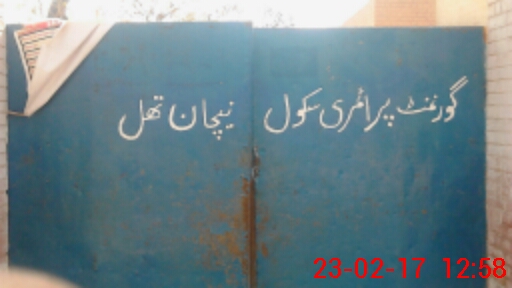 گورنمنٹ پرائمری سکول نیچان تھل
23-02-17 12:58